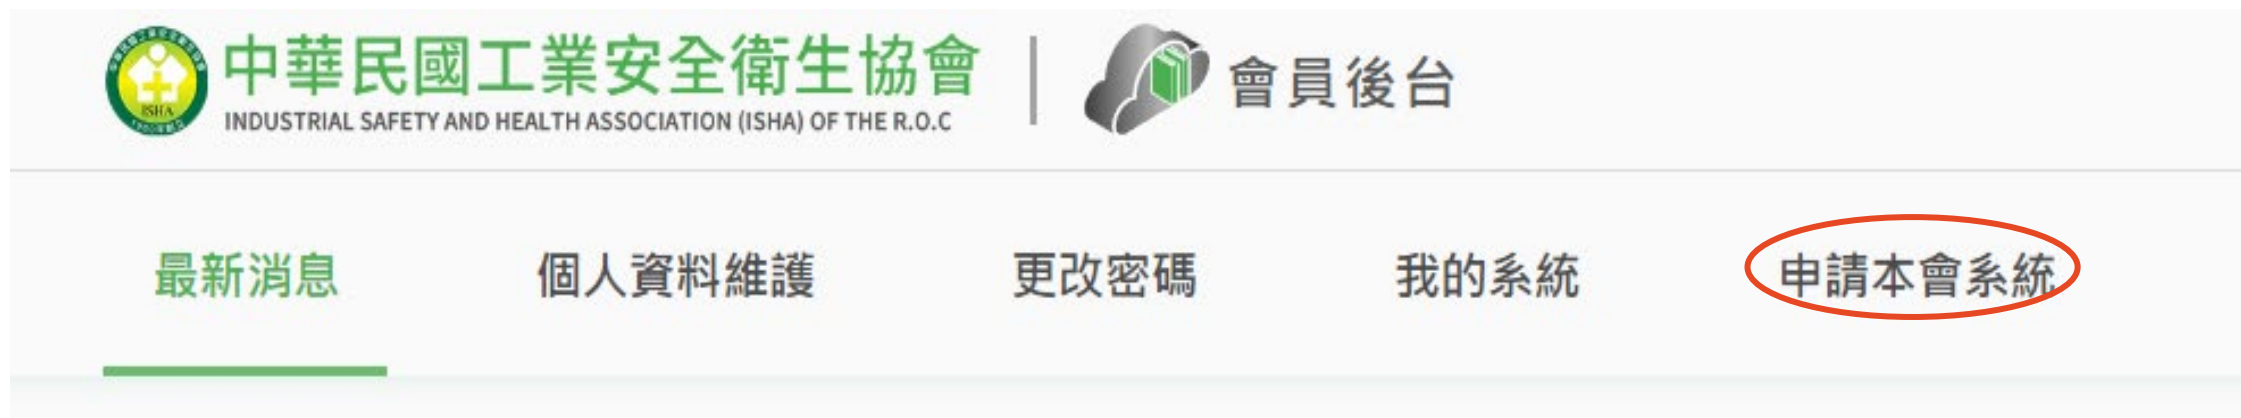 中華民國工業安全衛生協會
INDUSTRIAL SAFETY AND HEALTH ASSOCIATION (ISHA) OF THE R.O.C
ISHA
會員後台
最新消息 個人資料維護 更改密碼 我的系統 申請本會系統